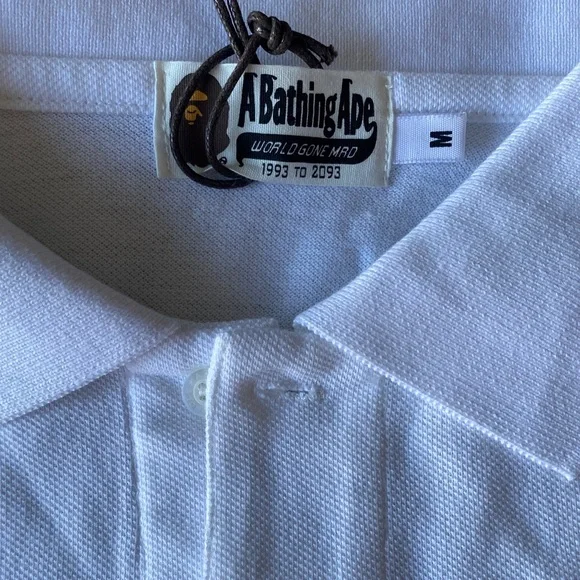 A Bathing Ape
WORLD GONE MAD
1993 TO 2093
M